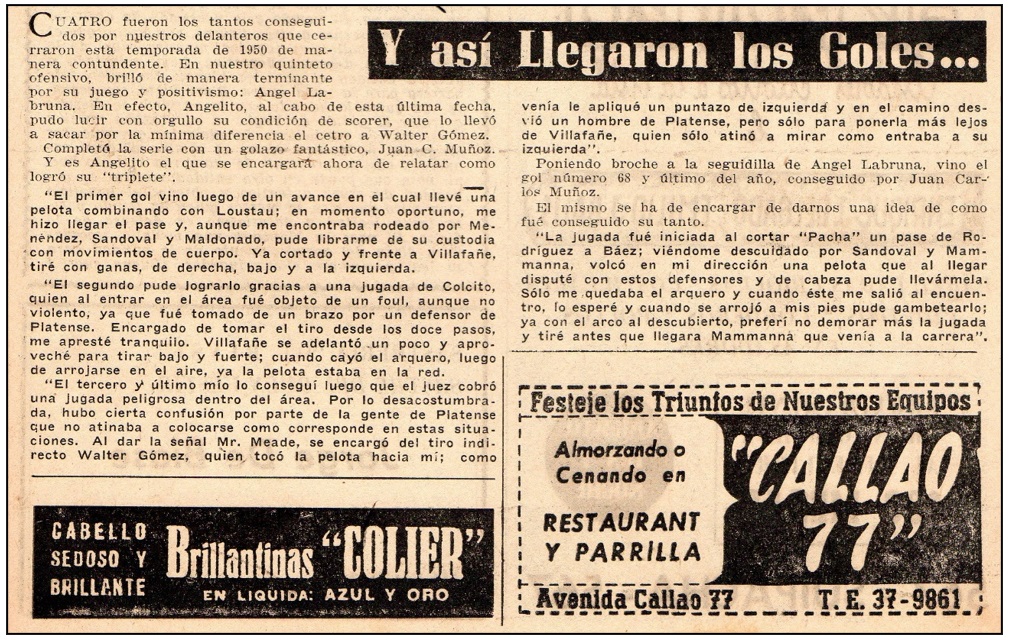 Y así Llegaron los Goles...
CUATRO fueron los tantos consegui-
dos por nuestros delanteros que ce-
rraron esta temporada de 1950 de ma-
nera contundente. En nuestro quinteto
ofensivo, brilló de manera terminante
por su juego y positivismo: Angel La-
bruna. En efecto, Angelito, al cabo de esta última fecha,
pudo lucir con orgullo su condición de scorer, que lo llevó
a sacar por la mínima diferencia el cetro a Walter Gómez.
Completó la serie con un golazo fantástico, Juan C. Muñoz.
Y es Angelito el que se encargará ahora de relatar como
logró su "triplete".
"El primer gol vino luego de un avance en el cual llevé una
pelota combinando con Loustau; en momento oportuno, me
hizo llegar el pase y, aunque me encontraba rodeado por Me-
néndez, Sandoval y Maldonado, pude librarme de su custodia
con movimientos de cuerpo. Ya cortado y frente a Villafañe,
tiré con ganas, de derecha, bajo y a la izquierda.
"El segundo pude lograrlo gracias a una jugada de Colcito,
quien al entrar en el área fué objeto de un foul, aunque no
violento, ya que fué tomado de un brazo por un defensor de
Platense. Encargado de tomar el tiro desde los doce pasos,
me apresté tranquilo. Villafañe se adelantó un poco y apro-
veché para tirar bajo y fuerte; cuando cayó el arquero, luego
de arrojarse en el aire, ya la pelota estaba en la red.
"El tercero y último mío lo conseguí luego que el juez cobró
una jugada peligrosa dentro del área. Por lo desacostumbra-
da, hubo cierta confusión por parte de la gente de Platense
que no atinaba a colocarse como corresponde en estas situa-
ciones. Al dar la señal Mr. Meade, se encargó del tiro indi-
recto Walter Gómez, quien tocó la pelota hacia mí; como
venía le apliqué un puntazo de izquierda y en el camino des-
vió un hombre de Platense, pero sólo para ponerla más lejos
de Villafañe, quien sólo atinó a mirar como entraba a su
izquierda".
Poniendo broche a la seguidilla de Angel Labruna, vino el
gol número 68 y último del año, conseguido por Juan Car-
los Muñoz.
El mismo se ha de encargar de darnos una idea de como
fué conseguido su tanto.
"La jugada fué iniciada al cortar "Pacha" un pase de Ro-
dríguez a Báez; viéndome descuidado por Sandoval y Mam-
manna, volcó en mi dirección una pelota que al llegar
disputé con estos defensores y de cabeza pude llevármela.
Sólo me quedaba el arquero y cuando éste me salió al encuen-
tro, lo esperé y cuando se arrojó a mis pies pude gambetearlo;
ya con el arco al descubierto, preferí no demorar más la jugada
y tiré antes que llegara Mammanná que venía a la carrera".
CABELLO
SEDOSO Y
BRILLANTE
Brillantinas "COLIER"
EN LIQUIDA: AZUL Y ORO
Festeje los Triunfos de Nuestros Equipos
Almorzando o
Cenando en
RESTAURANT
Y PARRILLA
"CALLAO
77"
Avenida Callao 77 T. E. 37-9861